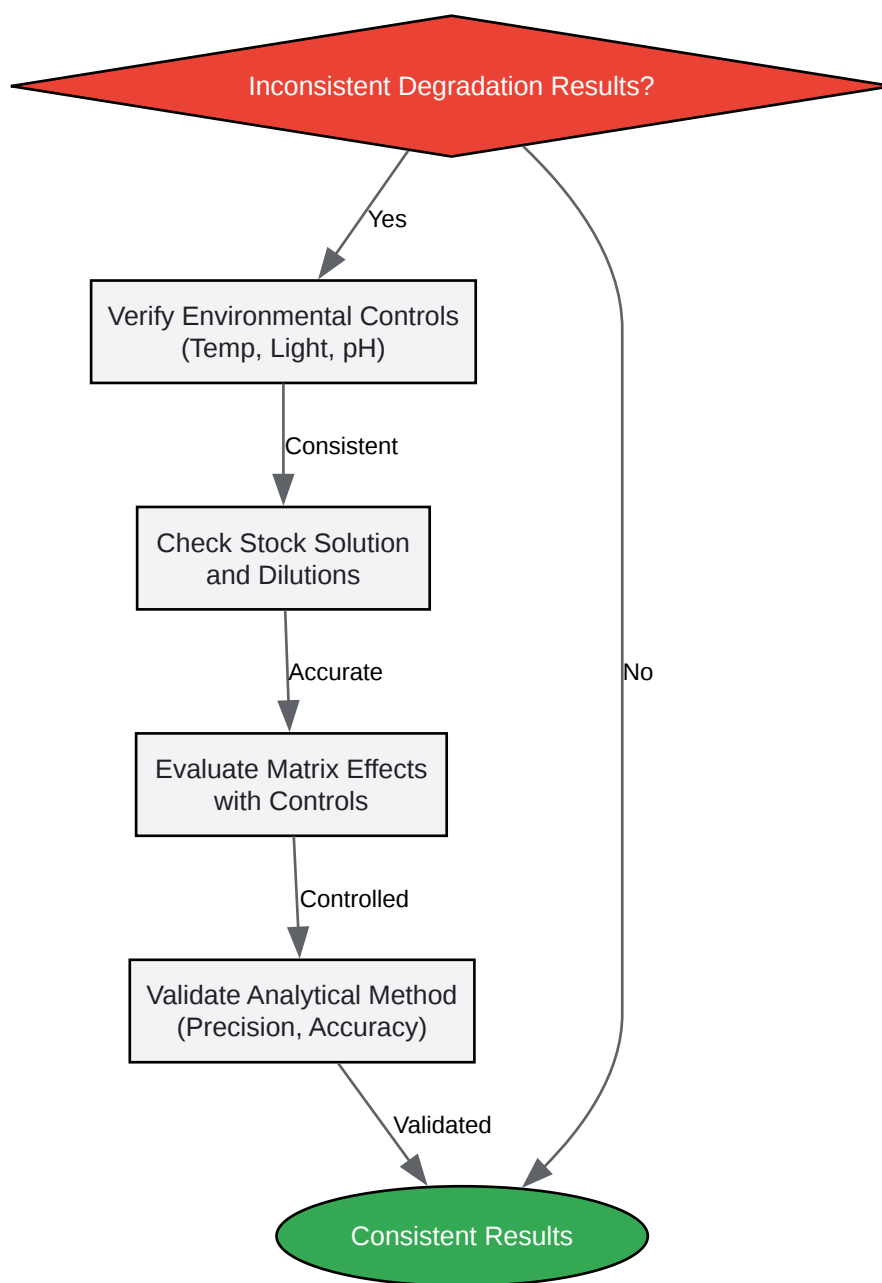 Inconsistent Degradation Results?
Yes
Verify Environmental Controls
(Temp, Light, pH)
Consistent
Check Stock Solution
and Dilutions
Accurate
No
Evaluate Matrix Effects
with Controls
Controlled
Validate Analytical Method
(Precision, Accuracy)
Validated
Consistent Results